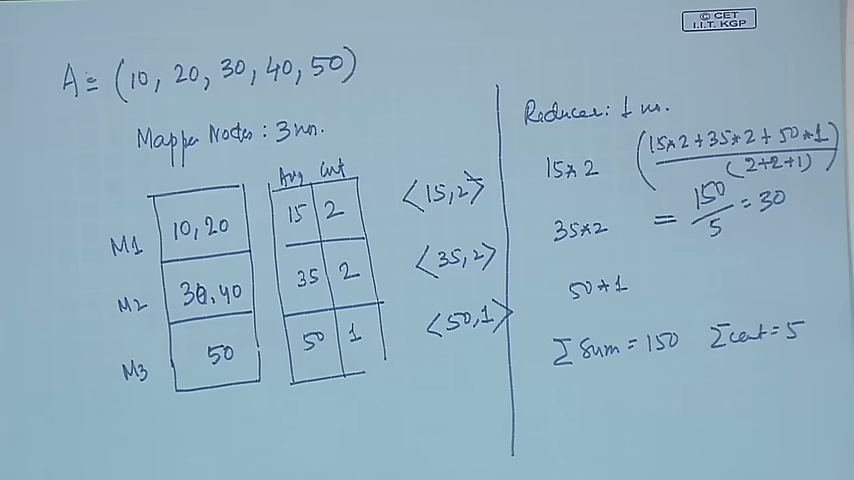 © CET
I.I.T. KGP
A = (10, 20, 30, 40, 50)
Mapper Nodes : 3 nn.
Avg Cnt
M1 10, 20 15 2 <15,2>
M2 30,40 35 2 <35,2>
M3 50 50 1 <50,1>
Reducer: 1 no.
15*2 (15*2+35*2+50*1)/(2+2+1)
35*2 = 150/5 = 30
50*1
Σ Sum = 150 Σ cnt = 5